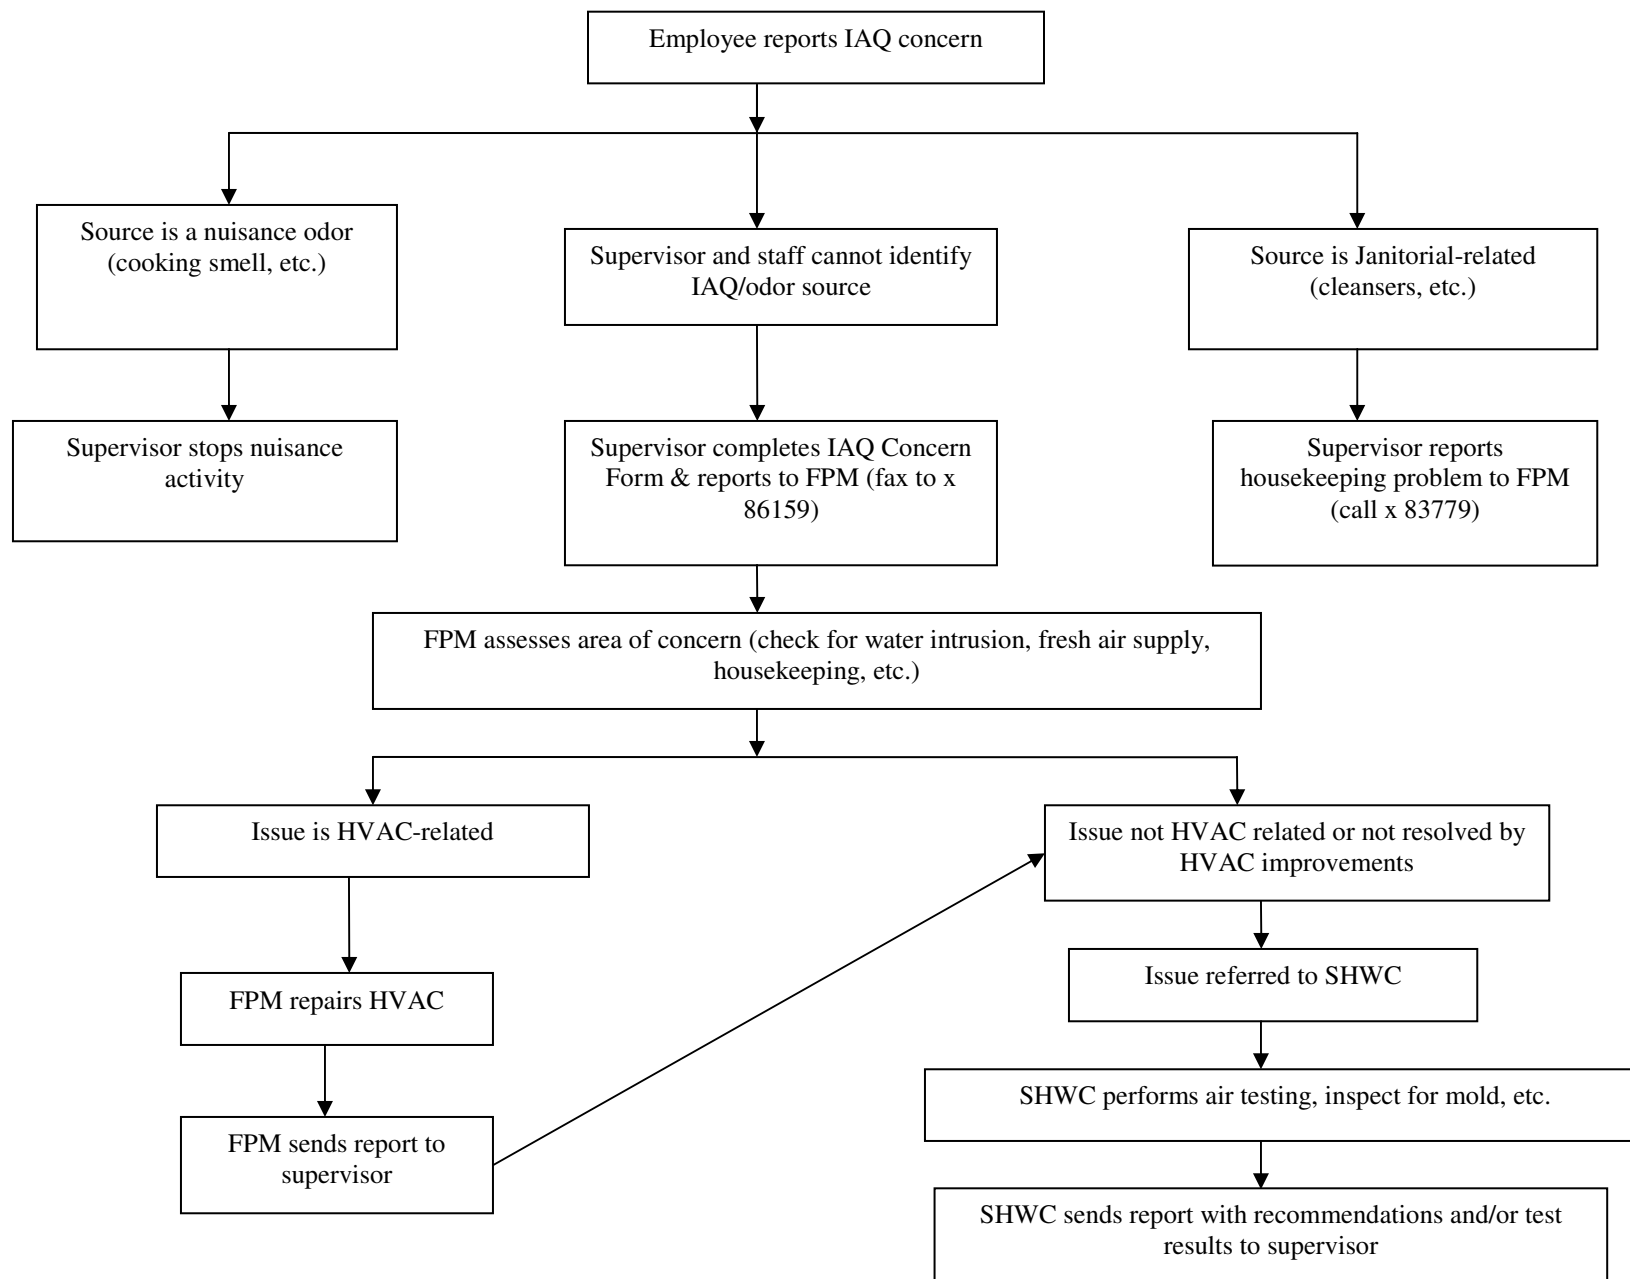 Employee reports IAQ concern
Source is a nuisance odor
(cooking smell, etc.)
Supervisor and staff cannot identify
IAQ/odor source
Source is Janitorial-related
(cleansers, etc.)
Supervisor stops nuisance
activity
Supervisor completes IAQ Concern
Form & reports to FPM (fax to x
86159)
Supervisor reports
housekeeping problem to FPM
(call x 83779)
FPM assesses area of concern (check for water intrusion, fresh air supply,
housekeeping, etc.)
Issue is HVAC-related
Issue not HVAC related or not resolved by
HVAC improvements
FPM repairs HVAC
Issue referred to SHWC
FPM sends report to
supervisor
SHWC performs air testing, inspect for mold, etc.
SHWC sends report with recommendations and/or test
results to supervisor